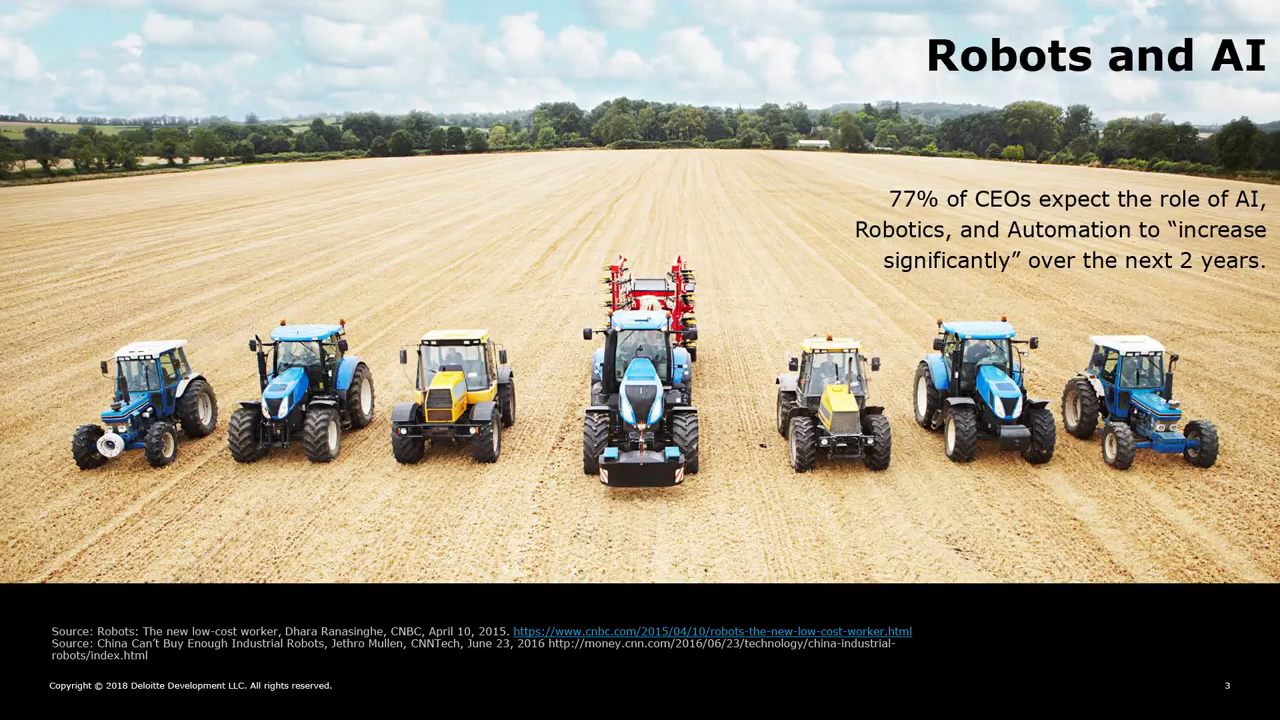 Robots and AI
77% of CEOs expect the role of AI,
Robotics, and Automation to “increase
significantly” over the next 2 years.
Source: Robots: The new low-cost worker, Dhara Ranasinghe, CNBC, April 10, 2015. https://www.cnbc.com/2015/04/10/robots-the-new-low-cost-worker.html
Source: China Can’t Buy Enough Industrial Robots, Jethro Mullen, CNNTech, June 23, 2016 http://money.cnn.com/2016/06/23/technology/china-industrial-
robots/index.html
Copyright © 2018 Deloitte Development LLC. All rights reserved.
3